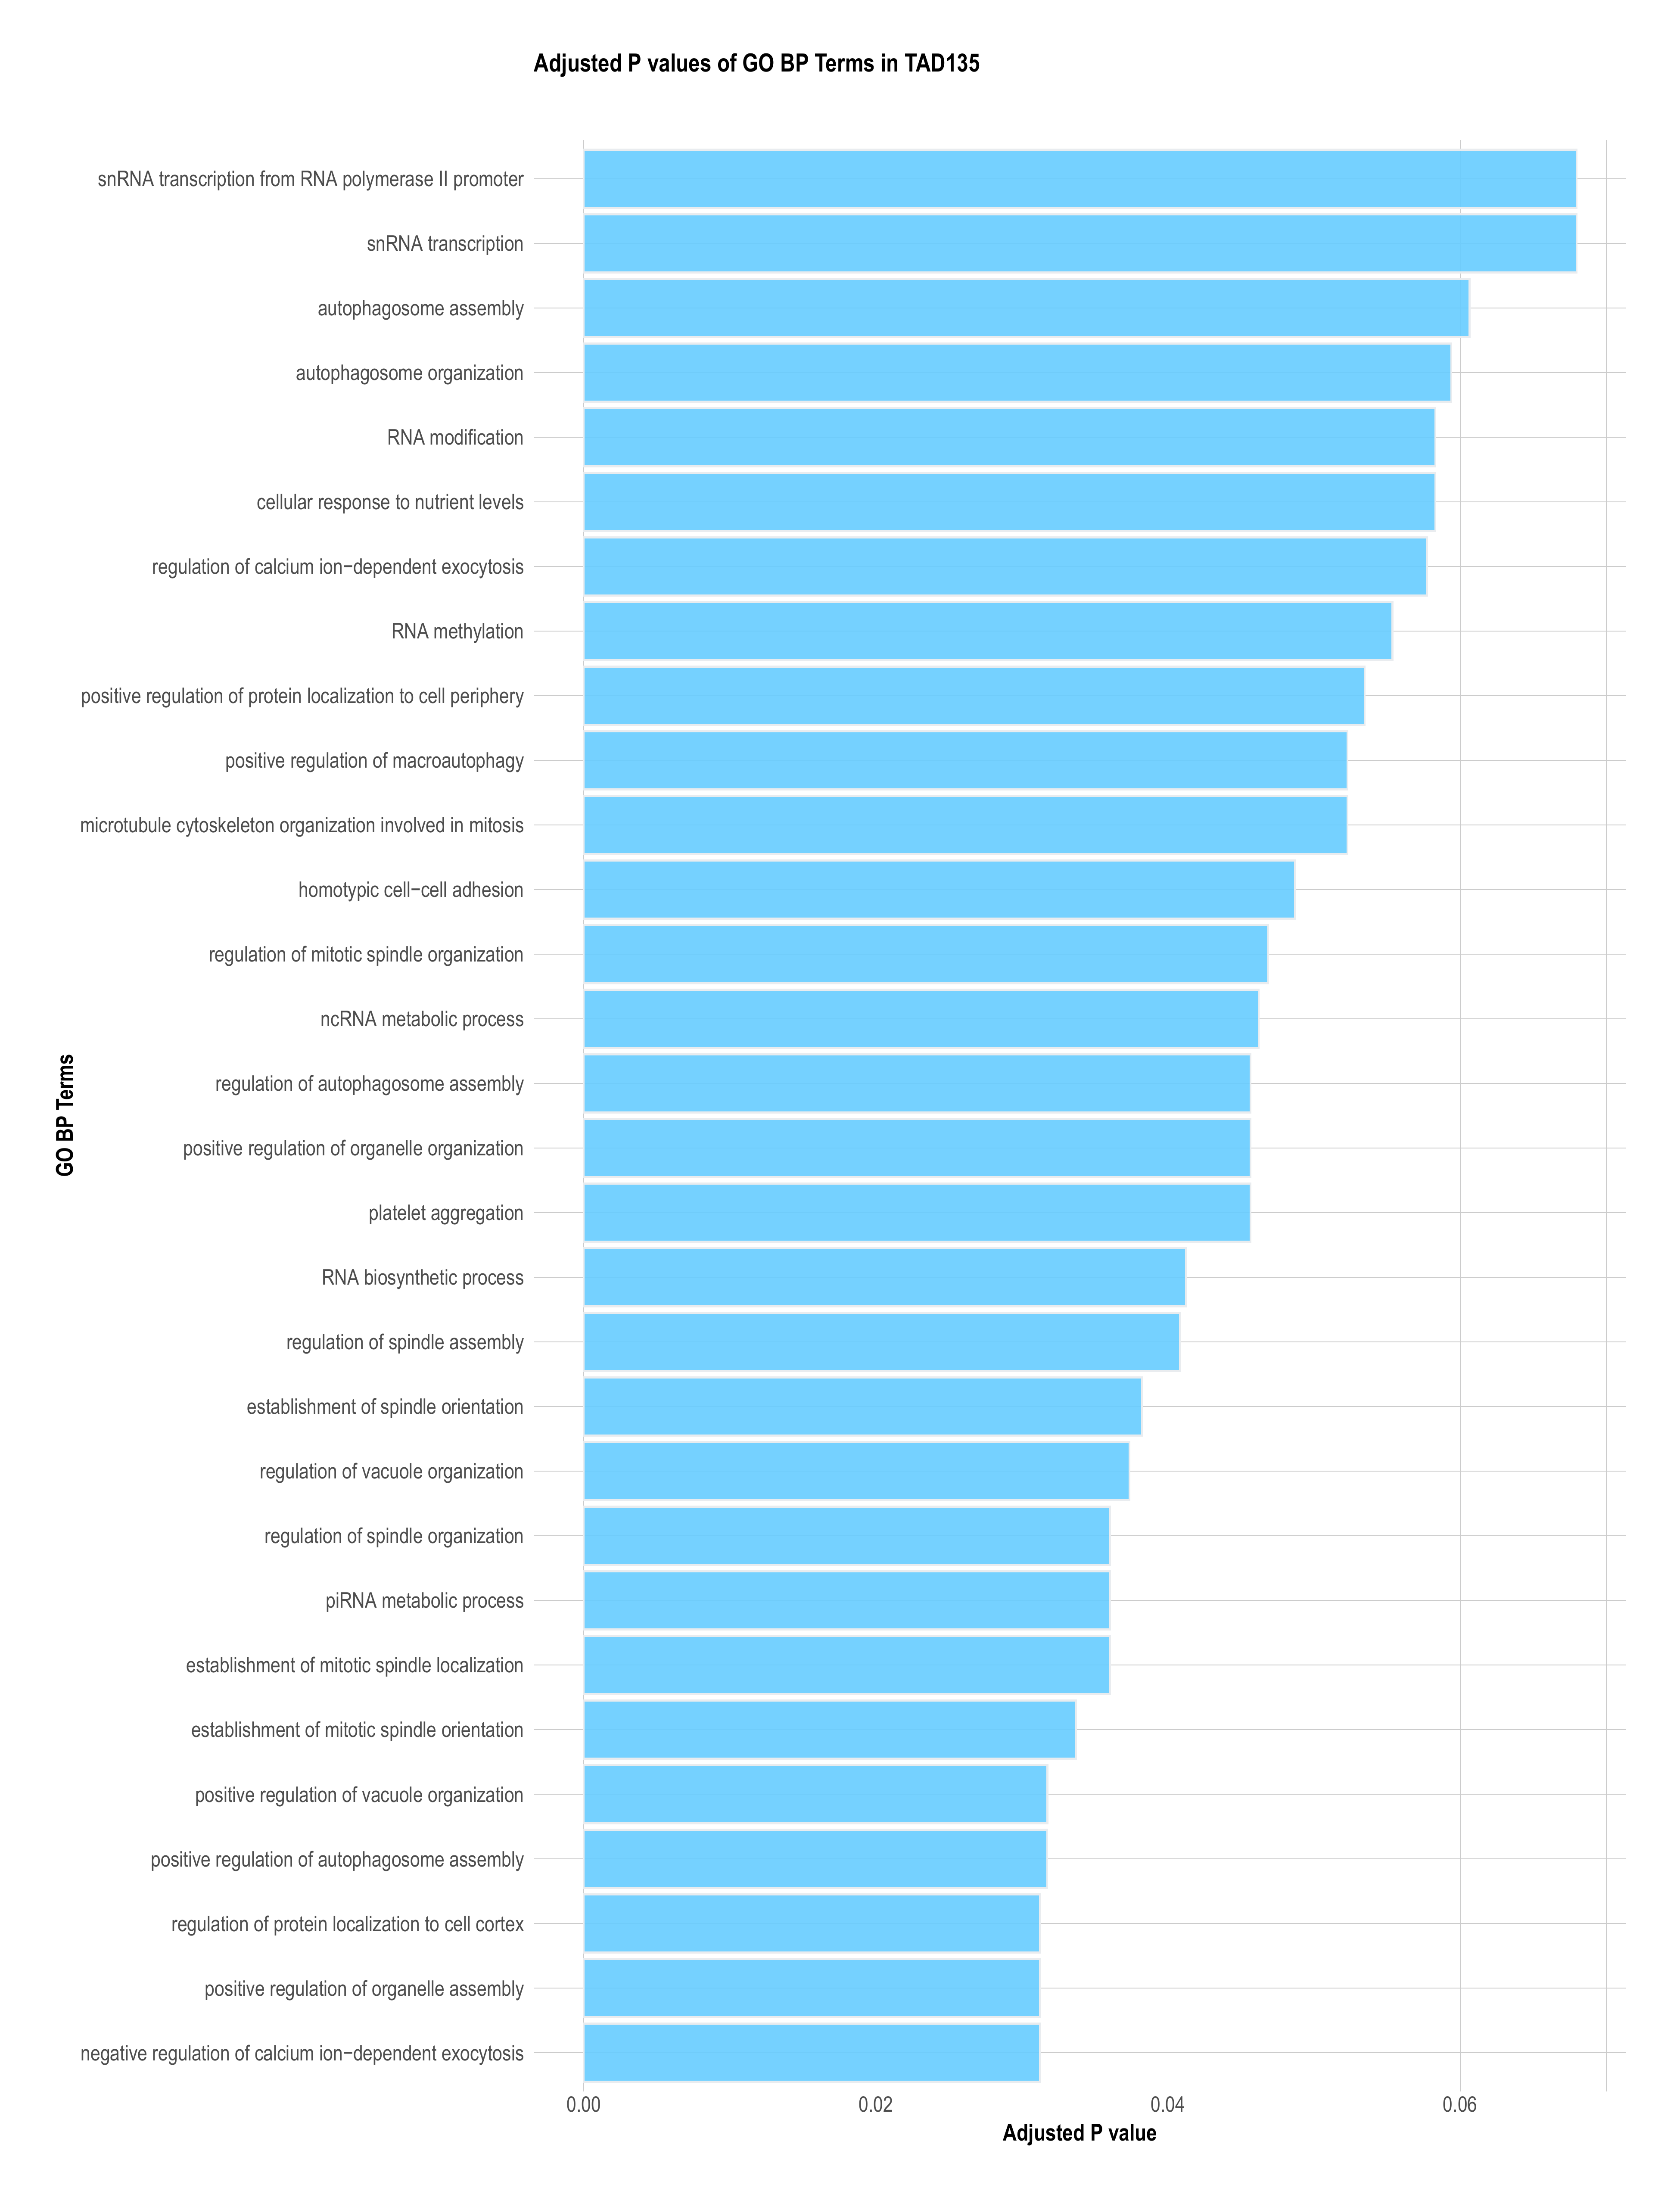 Adjusted P values of GO BP Terms in TAD135
snRNA transcription from RNA polymerase II promoter
snRNA transcription
autophagosome assembly
autophagosome organization
RNA modification
cellular response to nutrient levels
regulation of calcium ion−dependent exocytosis
RNA methylation
positive regulation of protein localization to cell periphery
positive regulation of macroautophagy
microtubule cytoskeleton organization involved in mitosis
homotypic cell−cell adhesion
regulation of mitotic spindle organization
ncRNA metabolic process
regulation of autophagosome assembly
positive regulation of organelle organization
platelet aggregation
RNA biosynthetic process
regulation of spindle assembly
establishment of spindle orientation
regulation of vacuole organization
regulation of spindle organization
piRNA metabolic process
establishment of mitotic spindle localization
establishment of mitotic spindle orientation
positive regulation of vacuole organization
positive regulation of autophagosome assembly
regulation of protein localization to cell cortex
positive regulation of organelle assembly
negative regulation of calcium ion−dependent exocytosis
GO BP Terms
0.00 0.02 0.04 0.06
Adjusted P value